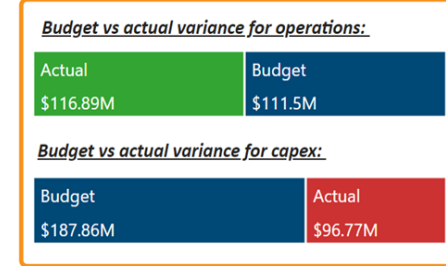 Budget vs actual variance for operations:
Actual Budget
$116.89M $111.5M
Budget vs actual variance for capex:
Budget Actual
$187.86M $96.77M